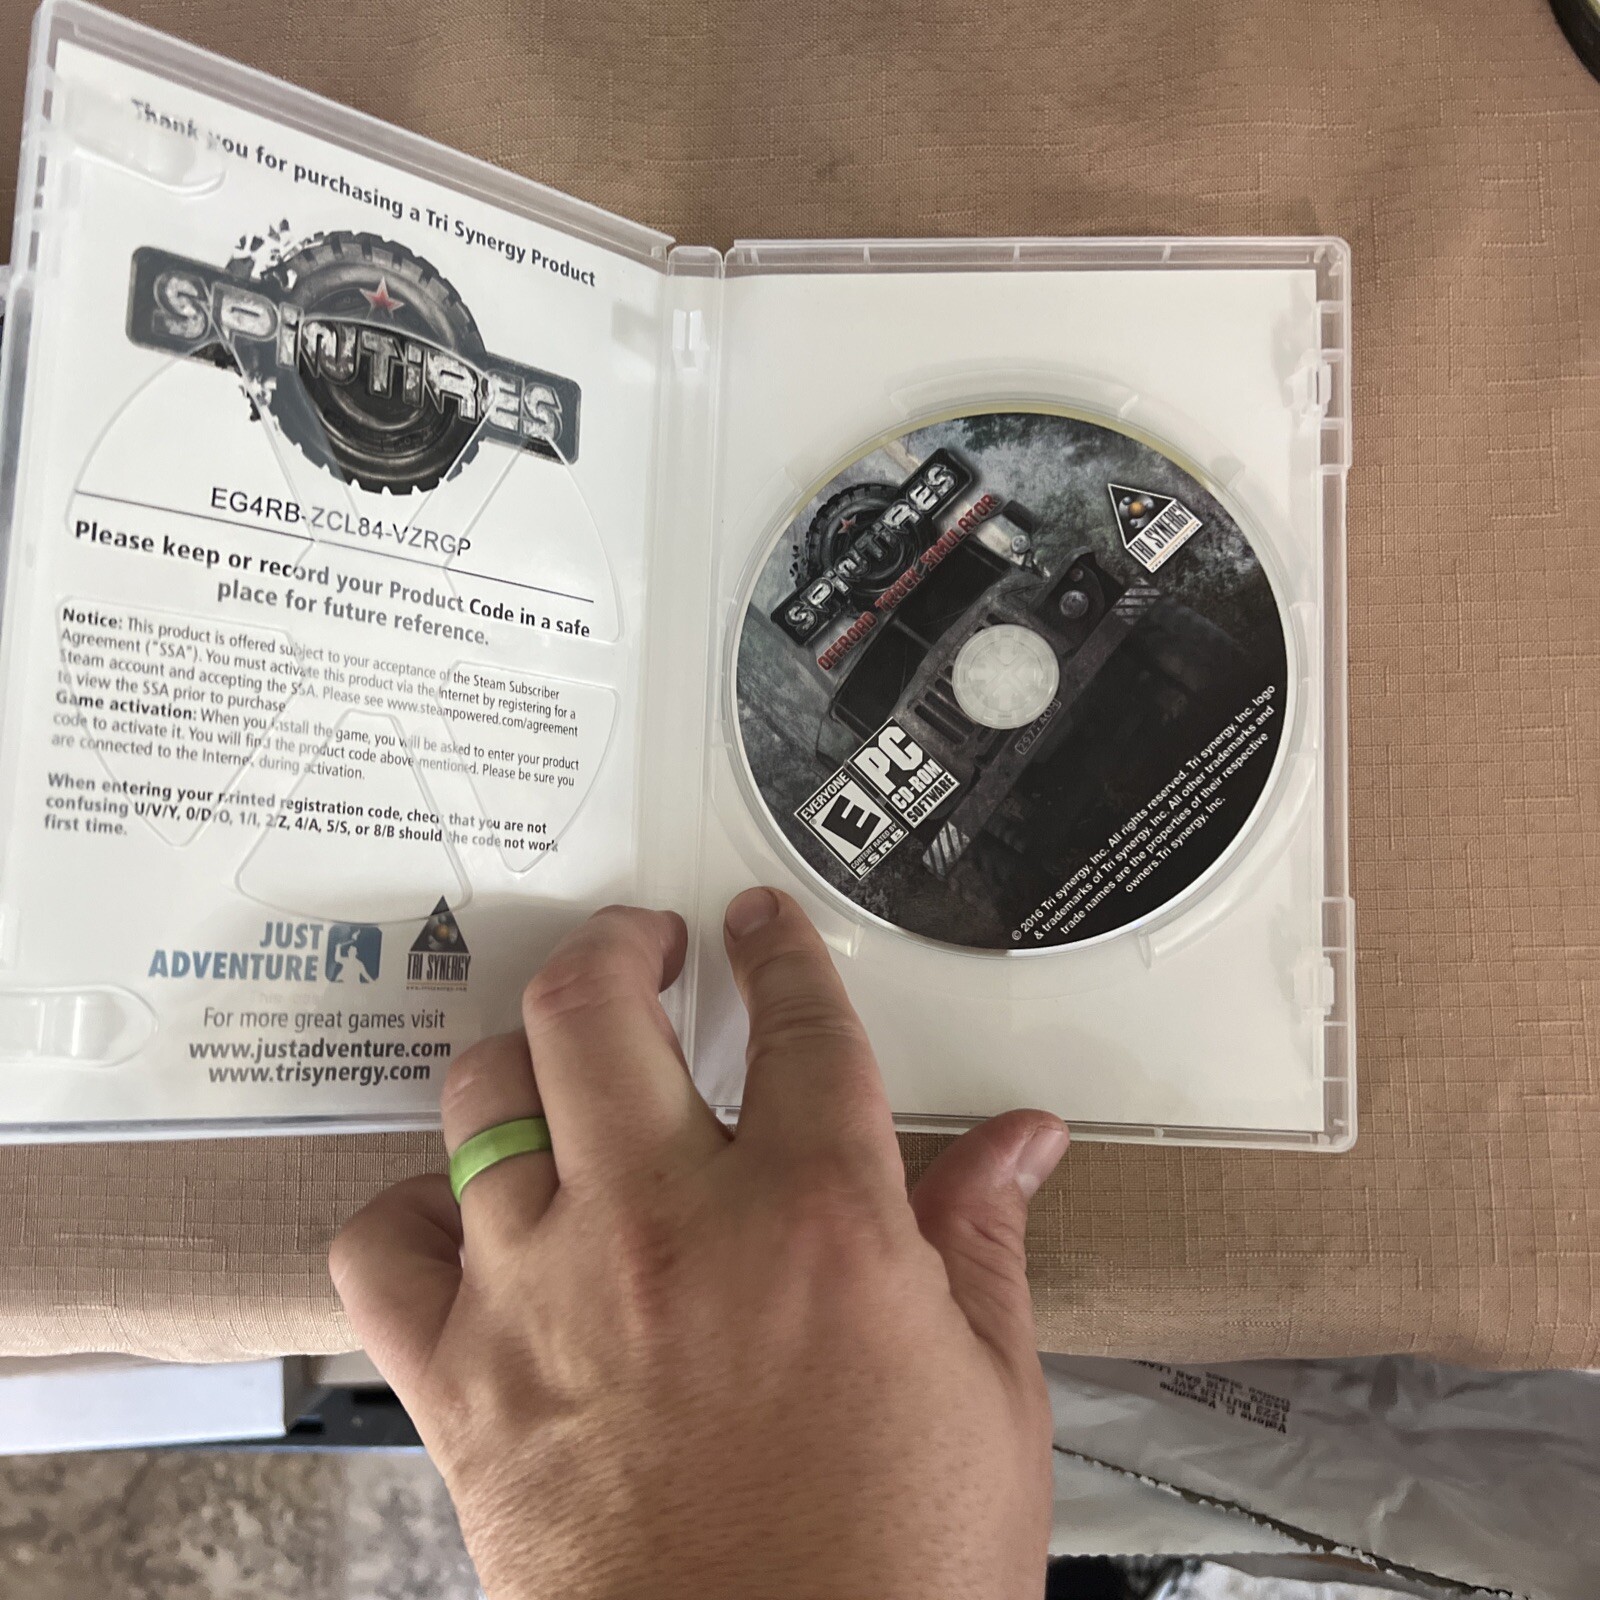 Thank you for purchasing a Tri Synergy Product
SPINTIRES
EG4RB-ZCL84-VZRGP
Please keep or record your Product Code in a safe
place for future reference.
Notice: This product is offered subject to your acceptance of the Steam Subscriber
Agreement ("SSA"). You must activate this product via the Internet by registering for a
Steam account and accepting the SSA. Please see www.steampowered.com/agreement
to view the SSA prior to purchase.
Game activation: When you install the game, you will be asked to enter your product
code to activate it. You will find the product code above mentioned. Please be sure you
are connected to the Internet during activation.
When entering your printed registration code, check that you are not
confusing U/V/Y, 0/D/O, 1/I, 2/Z, 4/A, 5/S, or 8/B should the code not work
first time.
JUST
ADVENTURE
TRI SYNERGY
For more great games visit
www.justadventure.com
www.trisynergy.com
SPINTIRES
OFFROAD TRUCK SIMULATOR
TRI SYNERGY
EVERYONE
E
CONTENT RATED BY
ESRB
PC
CD-ROM
SOFTWARE
© 2016 Tri synergy, Inc. All rights reserved. Tri synergy, Inc. logo
& trademarks of Tri synergy, Inc. All other trademarks and
trade names are the properties of their respective
owners.Tri synergy, Inc.
Valerie C. Valentine
1223 BUTLER AVE